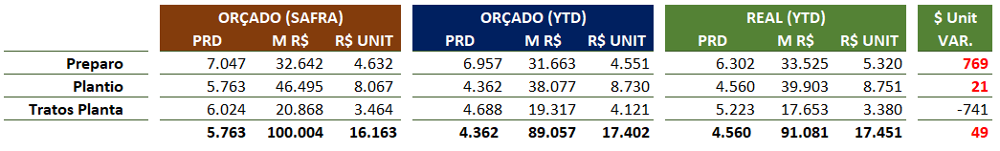 ORÇADO (SAFRA) ORÇADO (YTD) REAL (YTD) $ Unit
PRD M R$ R$ UNIT PRD M R$ R$ UNIT PRD M R$ R$ UNIT VAR.
Preparo 7.047 32.642 4.632 6.957 31.663 4.551 6.302 33.525 5.320 769
Plantio 5.763 46.495 8.067 4.362 38.077 8.730 4.560 39.903 8.751 21
Tratos Planta 6.024 20.868 3.464 4.688 19.317 4.121 5.223 17.653 3.380 -741
5.763 100.004 16.163 4.362 89.057 17.402 4.560 91.081 17.451 49